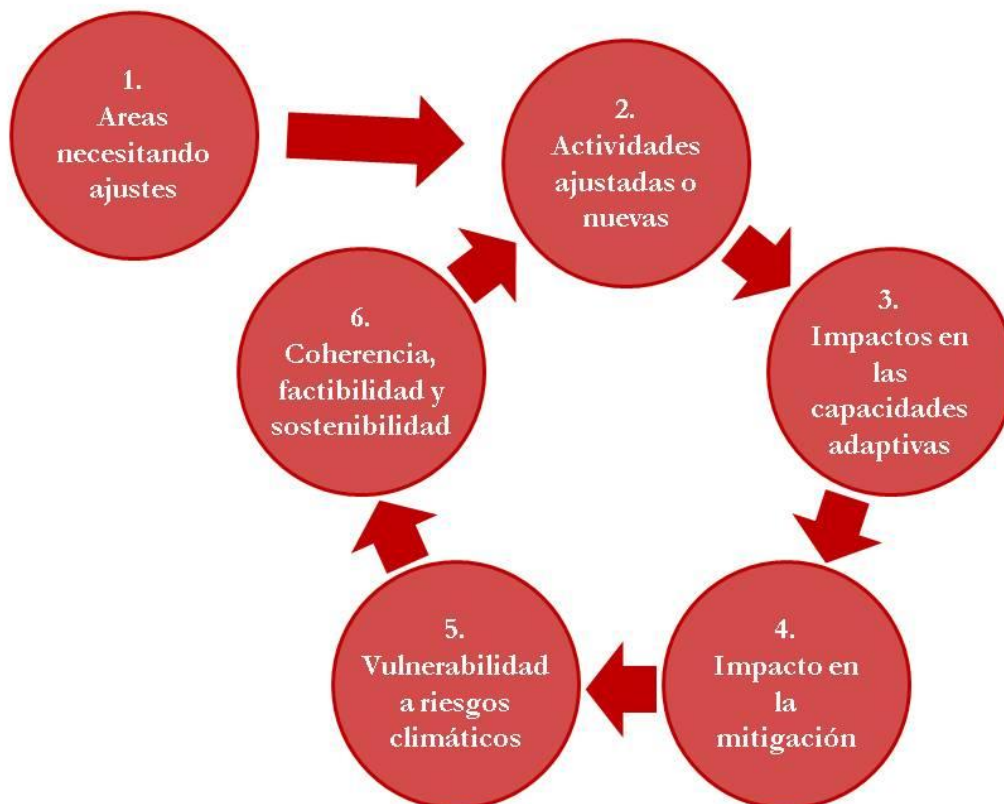 1.
Areas
necesitando
ajustes
2.
Actividades
ajustadas o
nuevas
3.
Impactos en
las
capacidades
adaptivas
4.
Impacto en
la
mitigación
5.
Vulnerabilidad
a riesgos
climáticos
6.
Coherencia,
factibilidad y
sostenibilidad